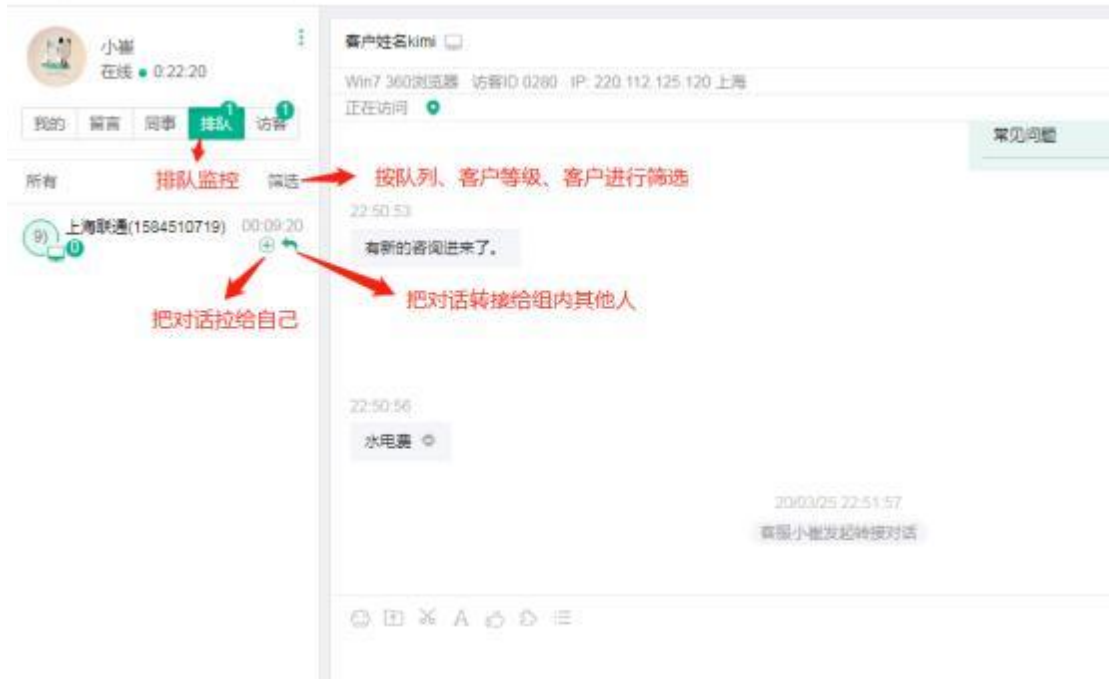 小崔
在线 ● 0:22:20
我的 留言 同事 排队 1 访客 1
所有 排队监控 筛选
按队列、客户等级、客户进行筛选
上海联通(1584510719) 00:09:20
9) 0
把对话拉给自己
把对话转接给组内其他人
客户姓名kimi
Win7 360浏览器 访客ID 0280 IP: 220.112.125.120 上海
正在访问
常见问题
22:50:53
有新的咨询进来了。
22:50:56
水电
20/03/25 22:51:57
客服小崔发起转接对话
A